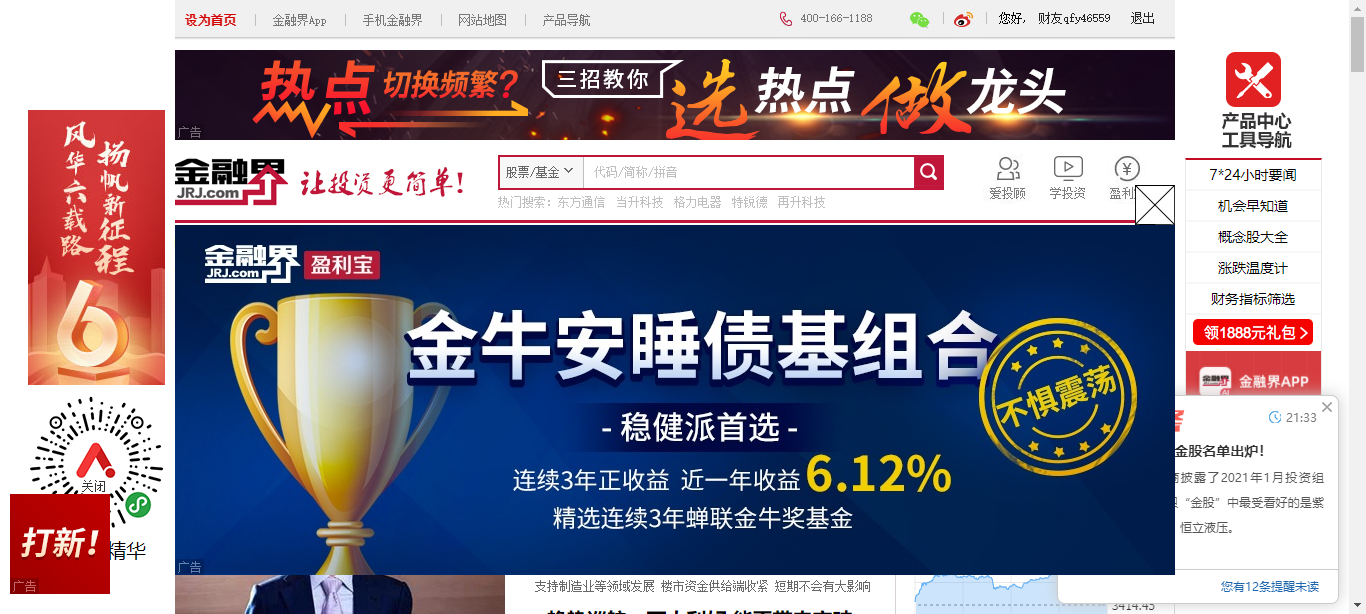 设为首页 金融界App 手机金融界 网站地图 产品导航 400-166-1188 您好, 财友qfy46559 退出
热点切换频繁? 三招教你 选热点 做龙头
广告
风华六载路
扬帆新征程
6
关闭
打新!
广告
精华
金融界
JRJ.com
让投资更简单!
股票/基金 代码/简称/拼音
热门搜索: 东方通信 当升科技 格力电器 特锐德 再升科技
爱投顾 学投资 盈利
金融界
JRJ.com
盈利宝
金牛安睡债基组合
不惧震荡
- 稳健派首选 -
连续3年正收益 近一年收益 6.12%
精选连续3年蝉联金牛奖基金
广告
支持制造业等领域发展 楼市资金供给端收紧 短期不会有大影响
3414.45
产品中心
工具导航
7*24小时要闻
机会早知道
概念股大全
涨跌温度计
财务指标筛选
领1888元礼包
金融界APP
21:33
金股名单出炉!
披露了2021年1月投资组
“金股”中最受看好的是紫
恒立液压。
您有12条提醒未读